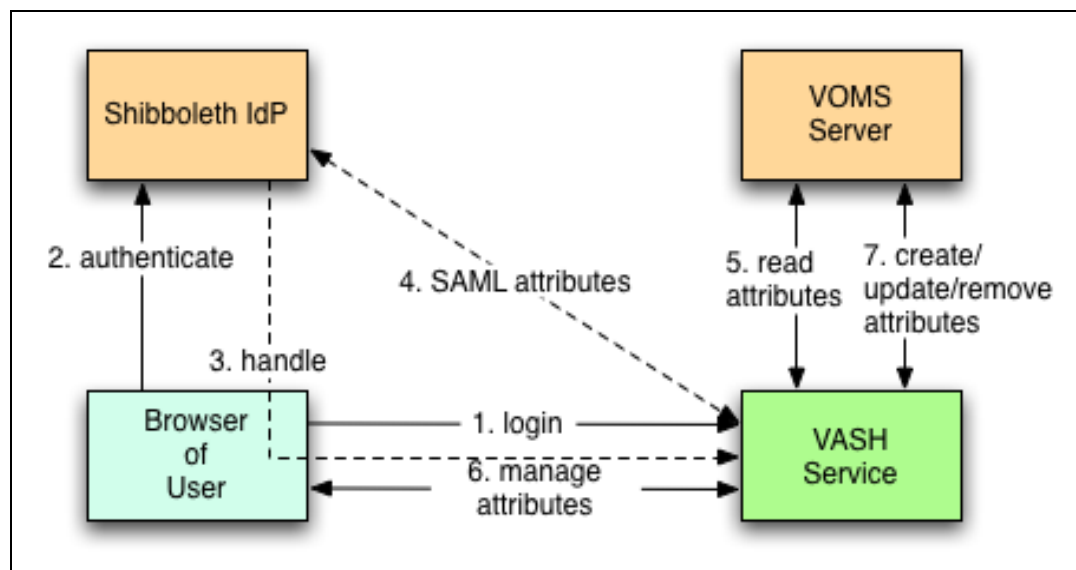 Shibboleth IdP
VOMS
Server
2. authenticate
4. SAML attributes
5. read
attributes
7. create/
update/remove
attributes
3. handle
Browser
of
User
1. login
6. manage
attributes
VASH
Service